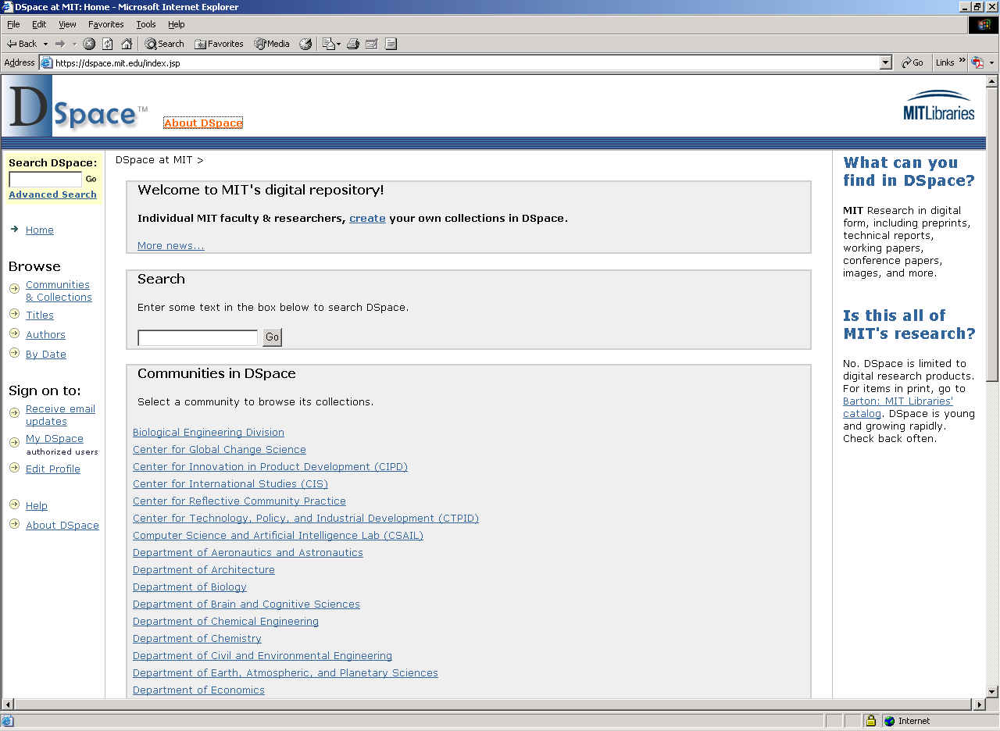 DSpace at MIT: Home - Microsoft Internet Explorer
File Edit View Favorites Tools Help
Back Search Favorites Media
Address https://dspace.mit.edu/index.jsp Go Links »
DSpace™
About DSpace
MITLibraries
Search DSpace:
Go
Advanced Search
Home
Browse
Communities
& Collections
Titles
Authors
By Date
Sign on to:
Receive email
updates
My DSpace
authorized users
Edit Profile
Help
About DSpace
DSpace at MIT >
Welcome to MIT's digital repository!
Individual MIT faculty & researchers, create your own collections in DSpace.
More news...
Search
Enter some text in the box below to search DSpace.
Go
Communities in DSpace
Select a community to browse its collections.
Biological Engineering Division
Center for Global Change Science
Center for Innovation in Product Development (CIPD)
Center for International Studies (CIS)
Center for Reflective Community Practice
Center for Technology, Policy, and Industrial Development (CTPID)
Computer Science and Artificial Intelligence Lab (CSAIL)
Department of Aeronautics and Astronautics
Department of Architecture
Department of Biology
Department of Brain and Cognitive Sciences
Department of Chemical Engineering
Department of Chemistry
Department of Civil and Environmental Engineering
Department of Earth, Atmospheric, and Planetary Sciences
Department of Economics
What can you
find in DSpace?
MIT Research in digital
form, including preprints,
technical reports,
working papers,
conference papers,
images, and more.
Is this all of
MIT's research?
No. DSpace is limited to
digital research products.
For items in print, go to
Barton: MIT Libraries'
catalog. DSpace is young
and growing rapidly.
Check back often.
Internet